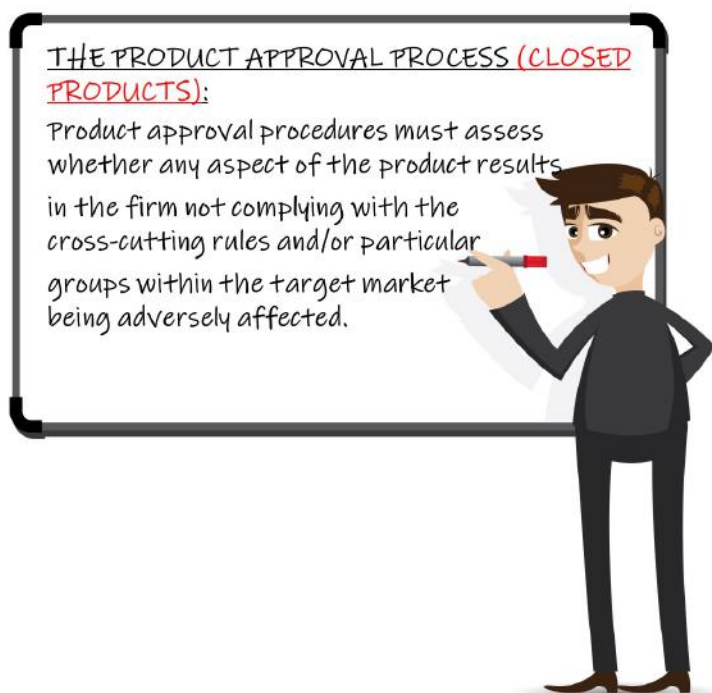 THE PRODUCT APPROVAL PROCESS (CLOSED
PRODUCTS):
Product approval procedures must assess
whether any aspect of the product results
in the firm not complying with the
cross-cutting rules and/or particular
groups within the target market
being adversely affected.